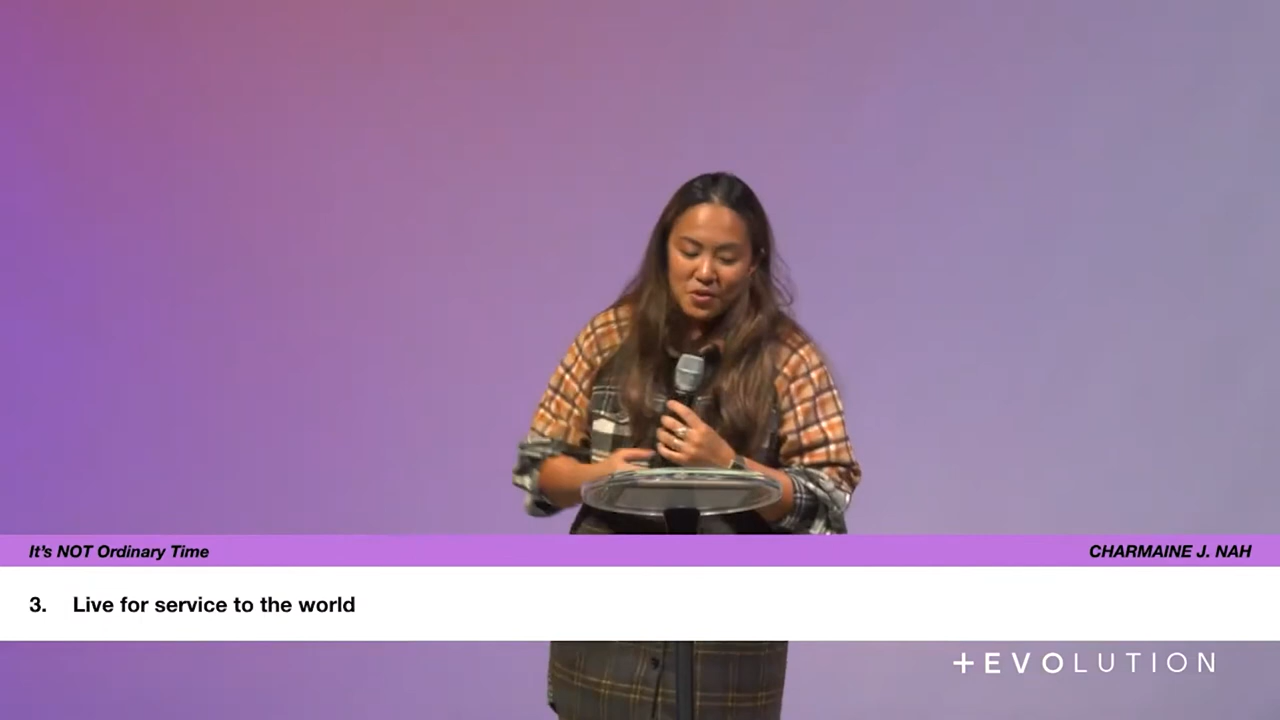 It's NOT Ordinary Time
CHARMAINE J. NAH
3. Live for service to the world
+EVOLUTION